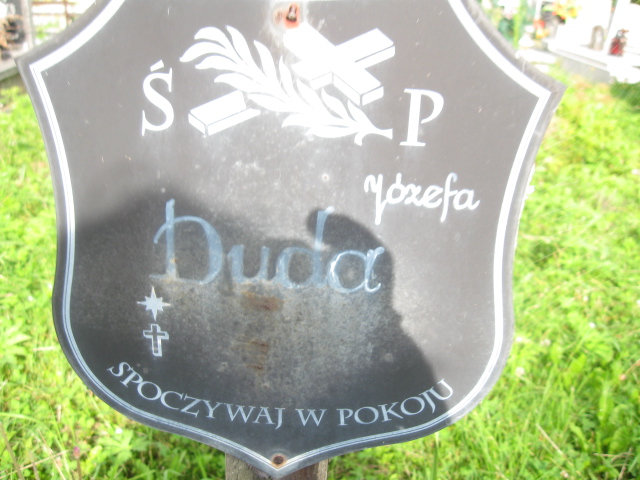 Ś P
Józefa
Duda
SPOCZYWAJ W POKOJU